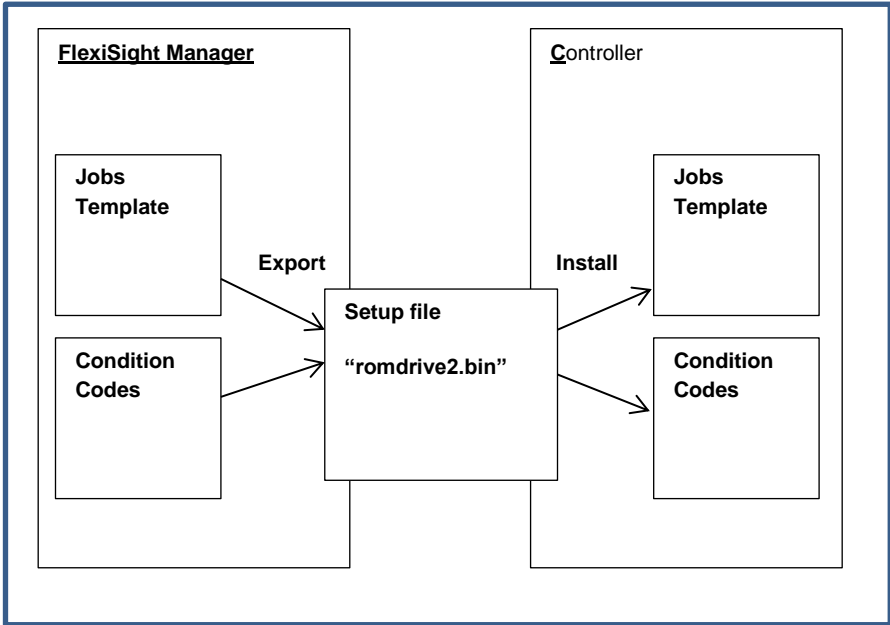 FlexiSight Manager
Controller
Jobs
Template
Jobs
Template
Export
Install
Setup file
“romdrive2.bin”
Condition
Codes
Condition
Codes